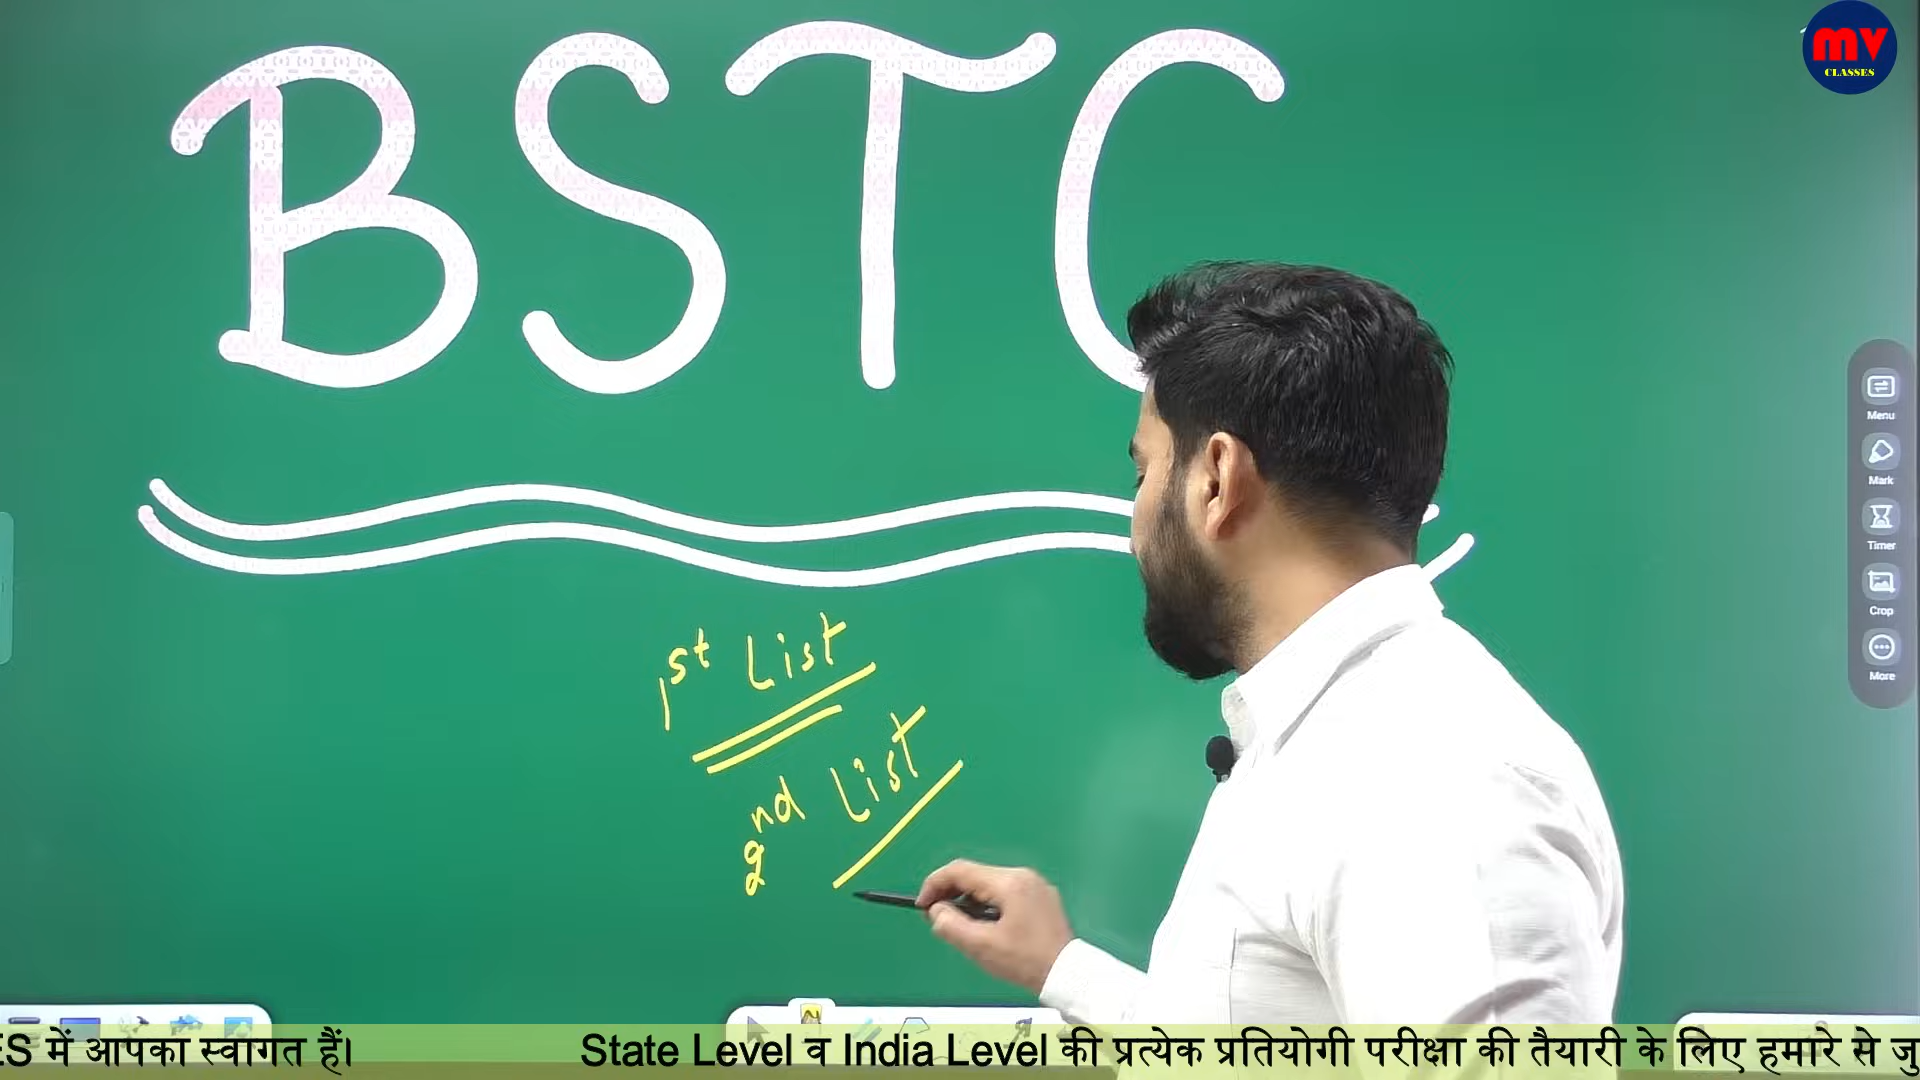 BSTC
mv
CLASSES
Menu
Mark
Timer
Crop
More
1st List
2nd List
में आपका स्वागत हैं। State Level व India Level की प्रत्येक प्रतियोगी परीक्षा की तैयारी के लिए हमारे से